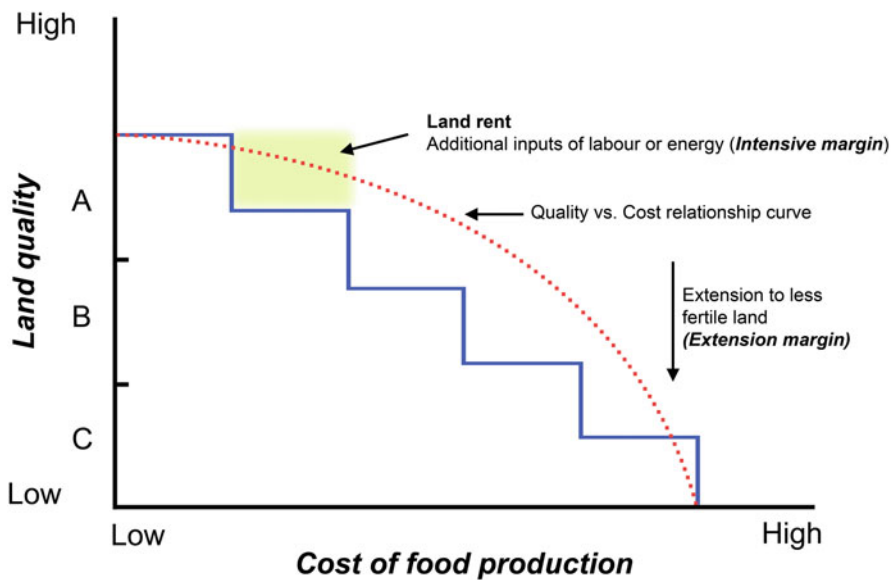 High
Land rent
Additional inputs of labour or energy (Intensive margin)
A
Quality vs. Cost relationship curve
Land quality
Extension to less
fertile land
(Extension margin)
B
C
Low
Low
High
Cost of food production